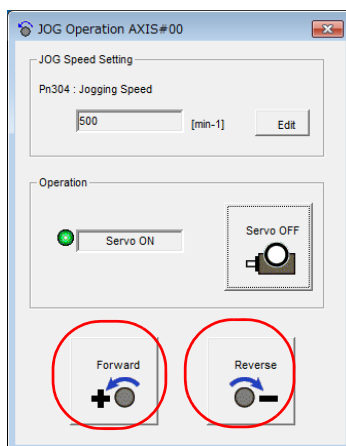 JOG Operation AXIS#00
JOG Speed Setting
Pn304 : Jogging Speed
500 [min-1] Edit
Operation
Servo ON
Servo OFF
Forward Reverse